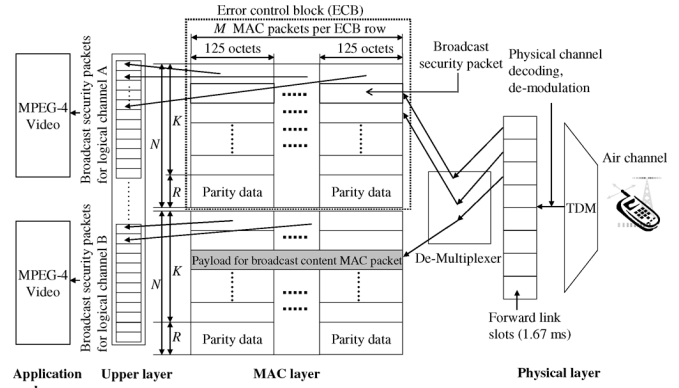 Error control block (ECB)
M MAC packets per ECB row
125 octets
125 octets
Broadcast
security packet
Physical channel
decoding,
de-modulation
MPEG-4
Video
Broadcast security packets
for logical channel A
N
K
R
Parity data
Parity data
Air channel
TDM
De-Multiplexer
MPEG-4
Video
Broadcast security packets
for logical channel B
N
K
R
Payload for broadcast content MAC packet
Parity data
Parity data
Forward link
slots (1.67 ms)
Application
Upper layer
MAC layer
Physical layer